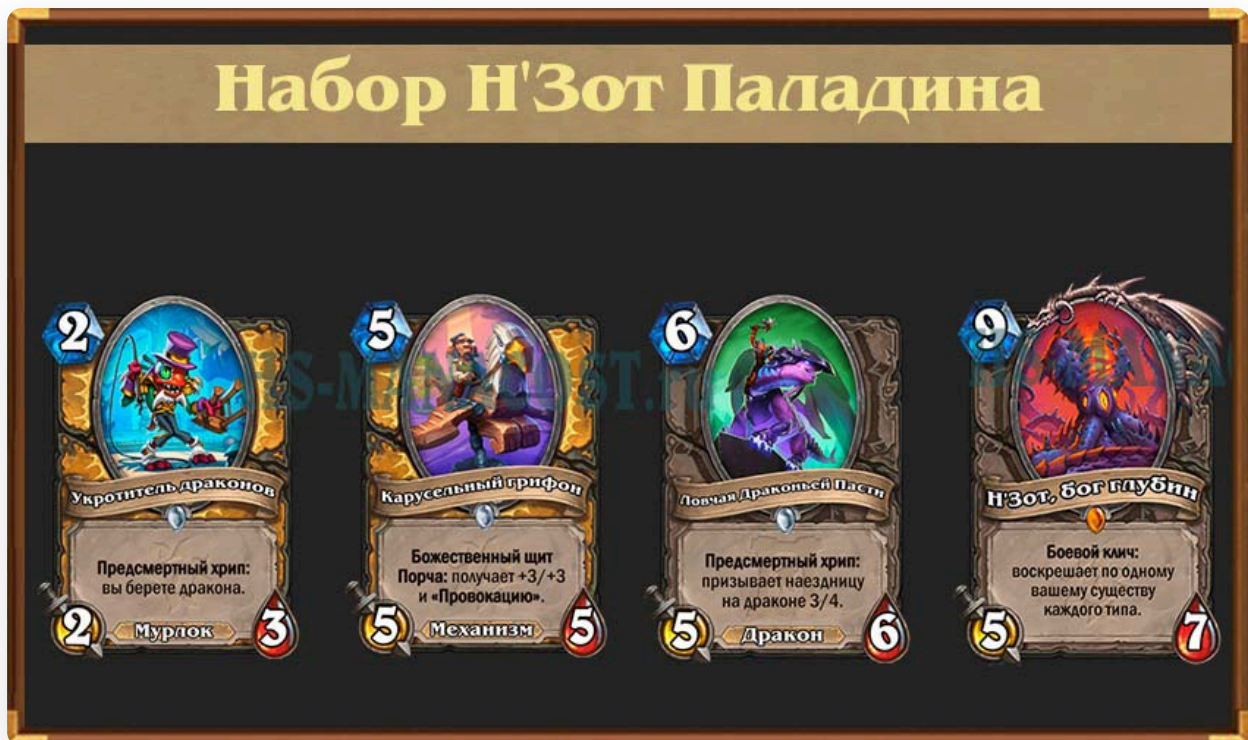 Набор Н'Зот Паладина
2
Укротитель драконов
Предсмертный хрип:
вы берете дракона.
2
Мурлок
3
5
Карусельный грифон
Божественный щит
Порча: получает +3/+3
и «Провокацию».
5
Механизм
5
6
Ловчая Драконьей Пасти
Предсмертный хрип:
призывает наездницу
на драконе 3/4.
5
Дракон
6
9
Н'Зот, бог глубин
Боевой клич:
воскрешает по одному
вашему существу
каждого типа.
5
7